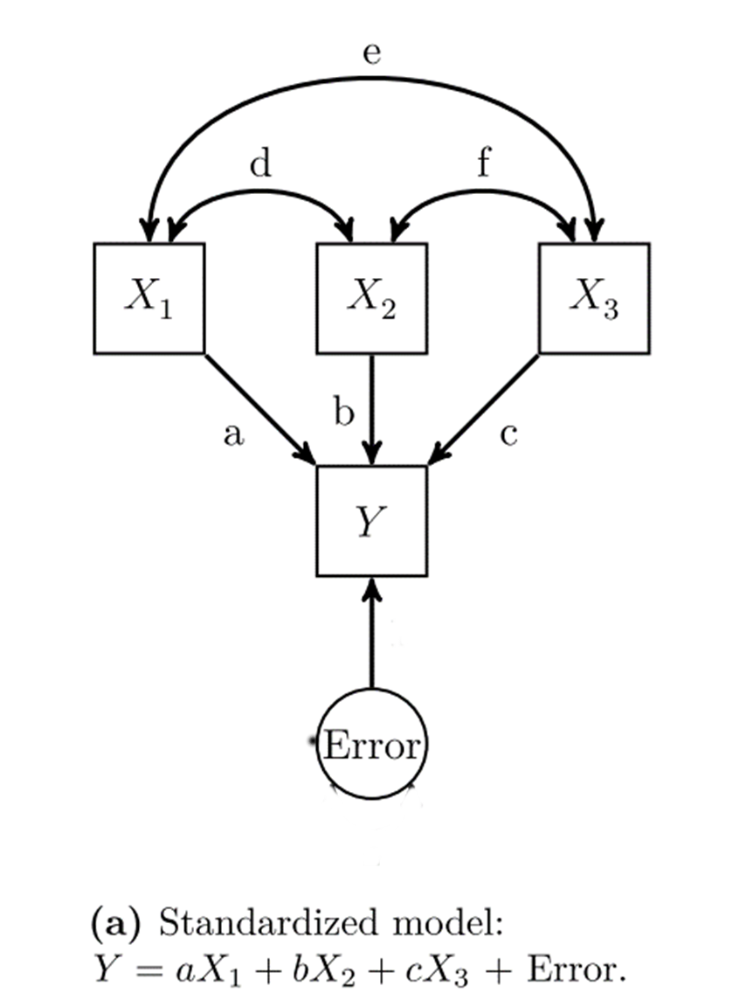 e
d f
X₁ X₂ X₃
a b c
Y
Error
(a) Standardized model:
Y = aX₁ + bX₂ + cX₃ + Error.